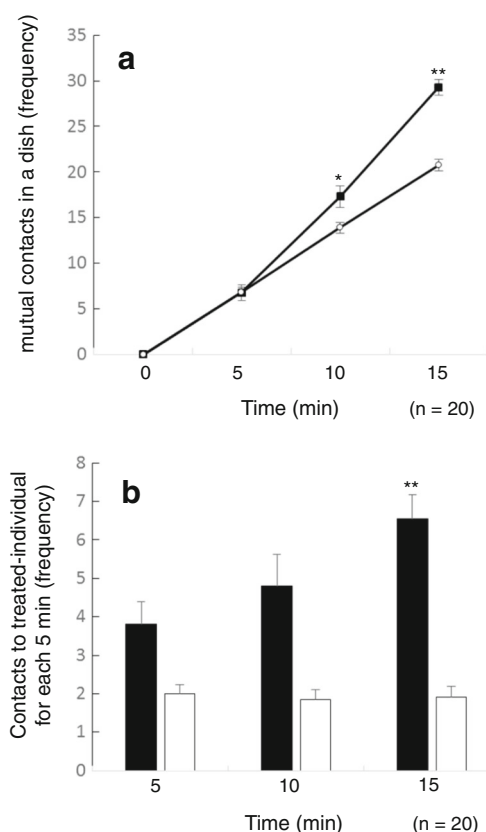 a
mutual contacts in a dish (frequency)
35
30
25
20
15
10
5
0
*
**
0 5 10 15
Time (min) (n = 20)
b
Contacts to treated-individual
for each 5 min (frequency)
8
7
6
5
4
3
2
1
0
**
5 10 15
Time (min) (n = 20)